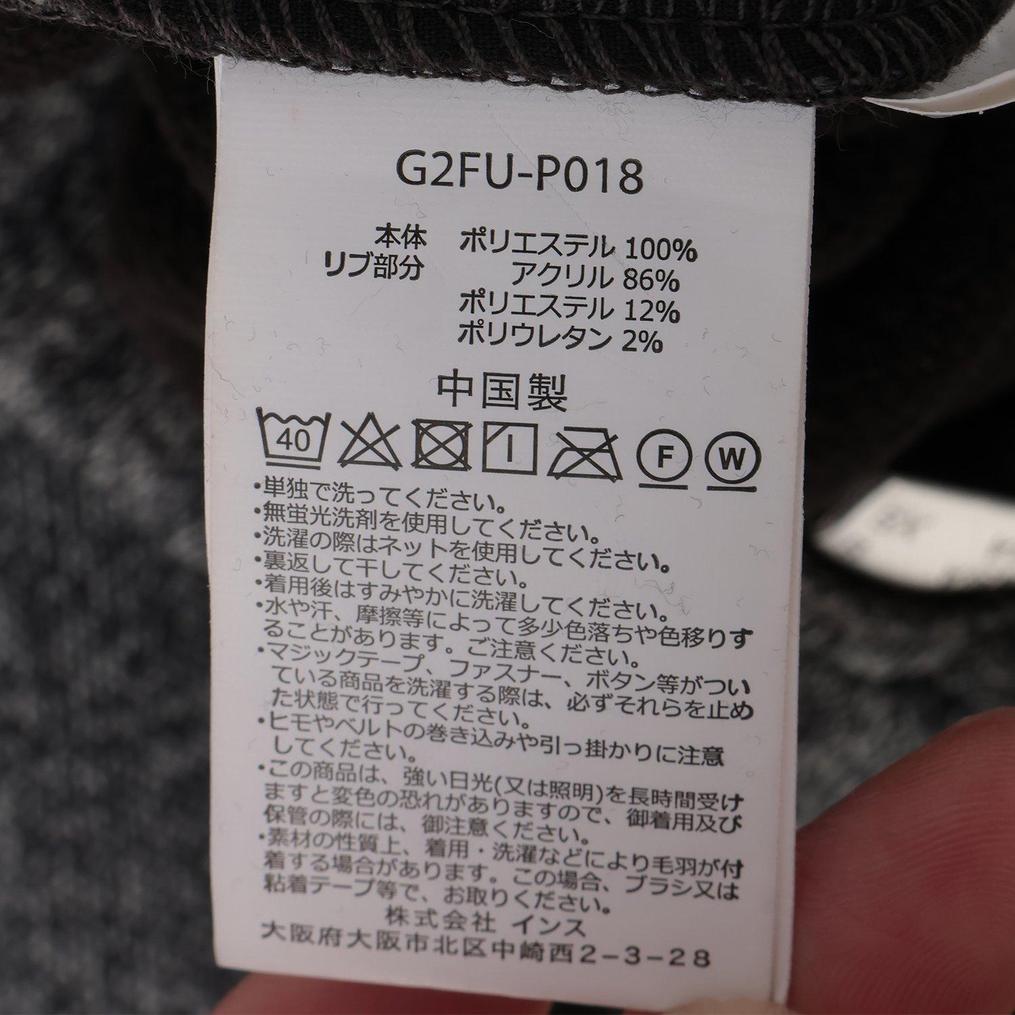 G2FU-P018
本体 ポリエステル 100%
リブ部分 アクリル 86%
ポリエステル 12%
ポリウレタン 2%
中国製
40 F W
・単独で洗ってください。
・無蛍光洗剤を使用してください。
・洗濯の際はネットを使用してください。
・裏返して干してください。
・着用後はすみやかに洗濯してください。
・水や汗、摩擦等によって多少色落ちや色移りす
ることがあります。ご注意ください。
・マジックテープ、ファスナー、ボタン等がつい
ている商品を洗濯する際は、必ずそれらを止め
た状態で行ってください。
・ヒモやベルトの巻き込みや引っ掛かりに注意
してください。
・この商品は、強い日光(又は照明)を長時間受け
ますと変色の恐れがありますので、御着用及び
保管の際には、御注意ください。
・素材の性質上、着用・洗濯などにより毛羽が付
着する場合があります。この場合、ブラシ又は
粘着テープ等で、お取りください。
株式会社 インス
大阪府大阪市北区中崎西2-3-28